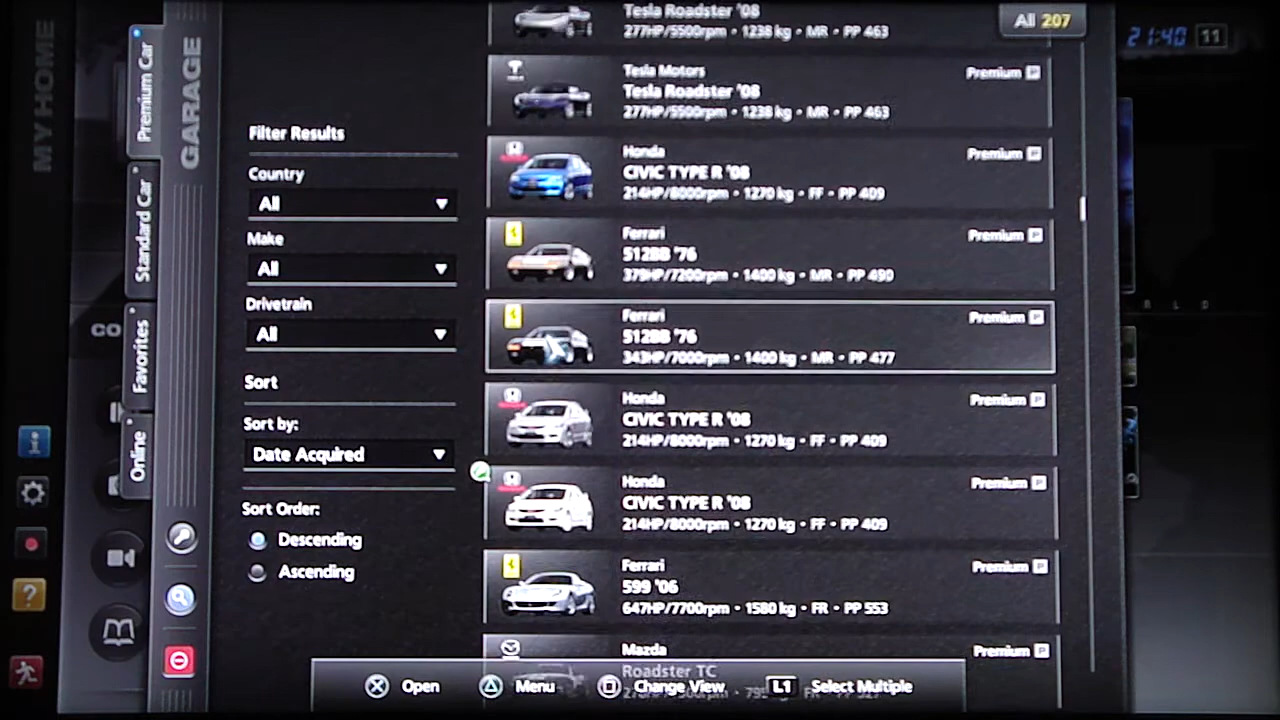 MY HOME
GARAGE
Premium Car
Standard Car
Favorites
Online
All 207
21:40 11
Filter Results
Country
All
Make
All
Drivetrain
All
Sort
Sort by:
Date Acquired
Sort Order:
Descending
Ascending
Tesla Roadster '08
277HP/5500rpm • 1238 kg • MR • PP 463
Tesla Motors
Premium P
Tesla Roadster '08
277HP/5500rpm • 1238 kg • MR • PP 463
Honda
Premium P
CIVIC TYPE R '08
214HP/8000rpm • 1270 kg • FF • PP 409
Ferrari
Premium P
512BB '76
379HP/7200rpm • 1400 kg • MR • PP 490
Ferrari
Premium P
512BB '76
343HP/7000rpm • 1400 kg • MR • PP 477
Honda
Premium P
CIVIC TYPE R '08
214HP/8000rpm • 1270 kg • FF • PP 409
Honda
Premium P
CIVIC TYPE R '08
214HP/8000rpm • 1270 kg • FF • PP 409
Ferrari
Premium P
599 '06
647HP/7700rpm • 1580 kg • FR • PP 553
Mazda
Premium P
Roadster TC
CO
R L D
Open
Menu
Change View
L1 Select Multiple